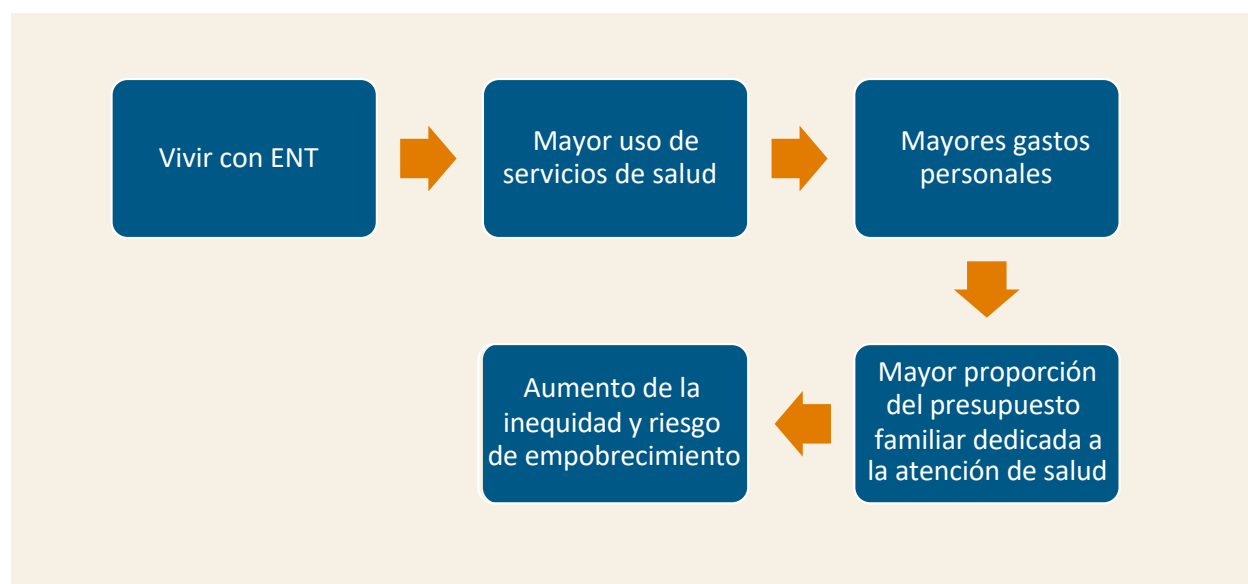 Vivir con ENT
Mayor uso de
servicios de salud
Mayores gastos
personales
Mayor proporción
del presupuesto
familiar dedicada a
la atención de salud
Aumento de la
inequidad y riesgo
de empobrecimiento